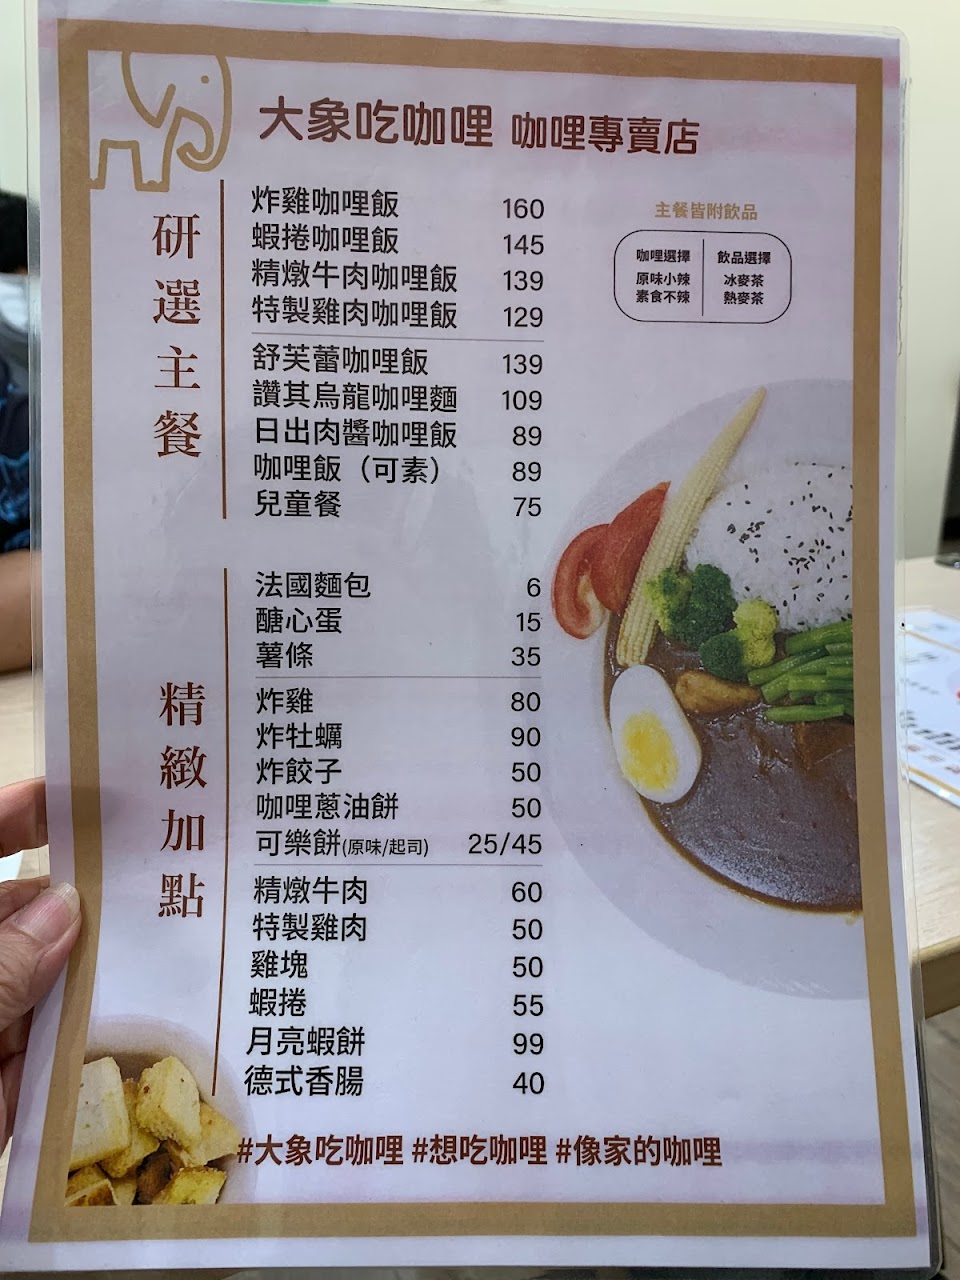 大象吃咖哩 咖哩專賣店
研選主餐
炸雞咖哩飯 160
蝦捲咖哩飯 145
精燉牛肉咖哩飯 139
特製雞肉咖哩飯 129
舒芙蕾咖哩飯 139
讚其烏龍咖哩麵 109
日出肉醬咖哩飯 89
咖哩飯（可素） 89
兒童餐 75
主餐皆附飲品
咖哩選擇 飲品選擇
原味小辣 冰麥茶
素食不辣 熱麥茶
精緻加點
法國麵包 6
醣心蛋 15
薯條 35
炸雞 80
炸牡蠣 90
炸餃子 50
咖哩蔥油餅 50
可樂餅(原味/起司) 25/45
精燉牛肉 60
特製雞肉 50
雞塊 50
蝦捲 55
月亮蝦餅 99
德式香腸 40
#大象吃咖哩 #想吃咖哩 #像家的咖哩